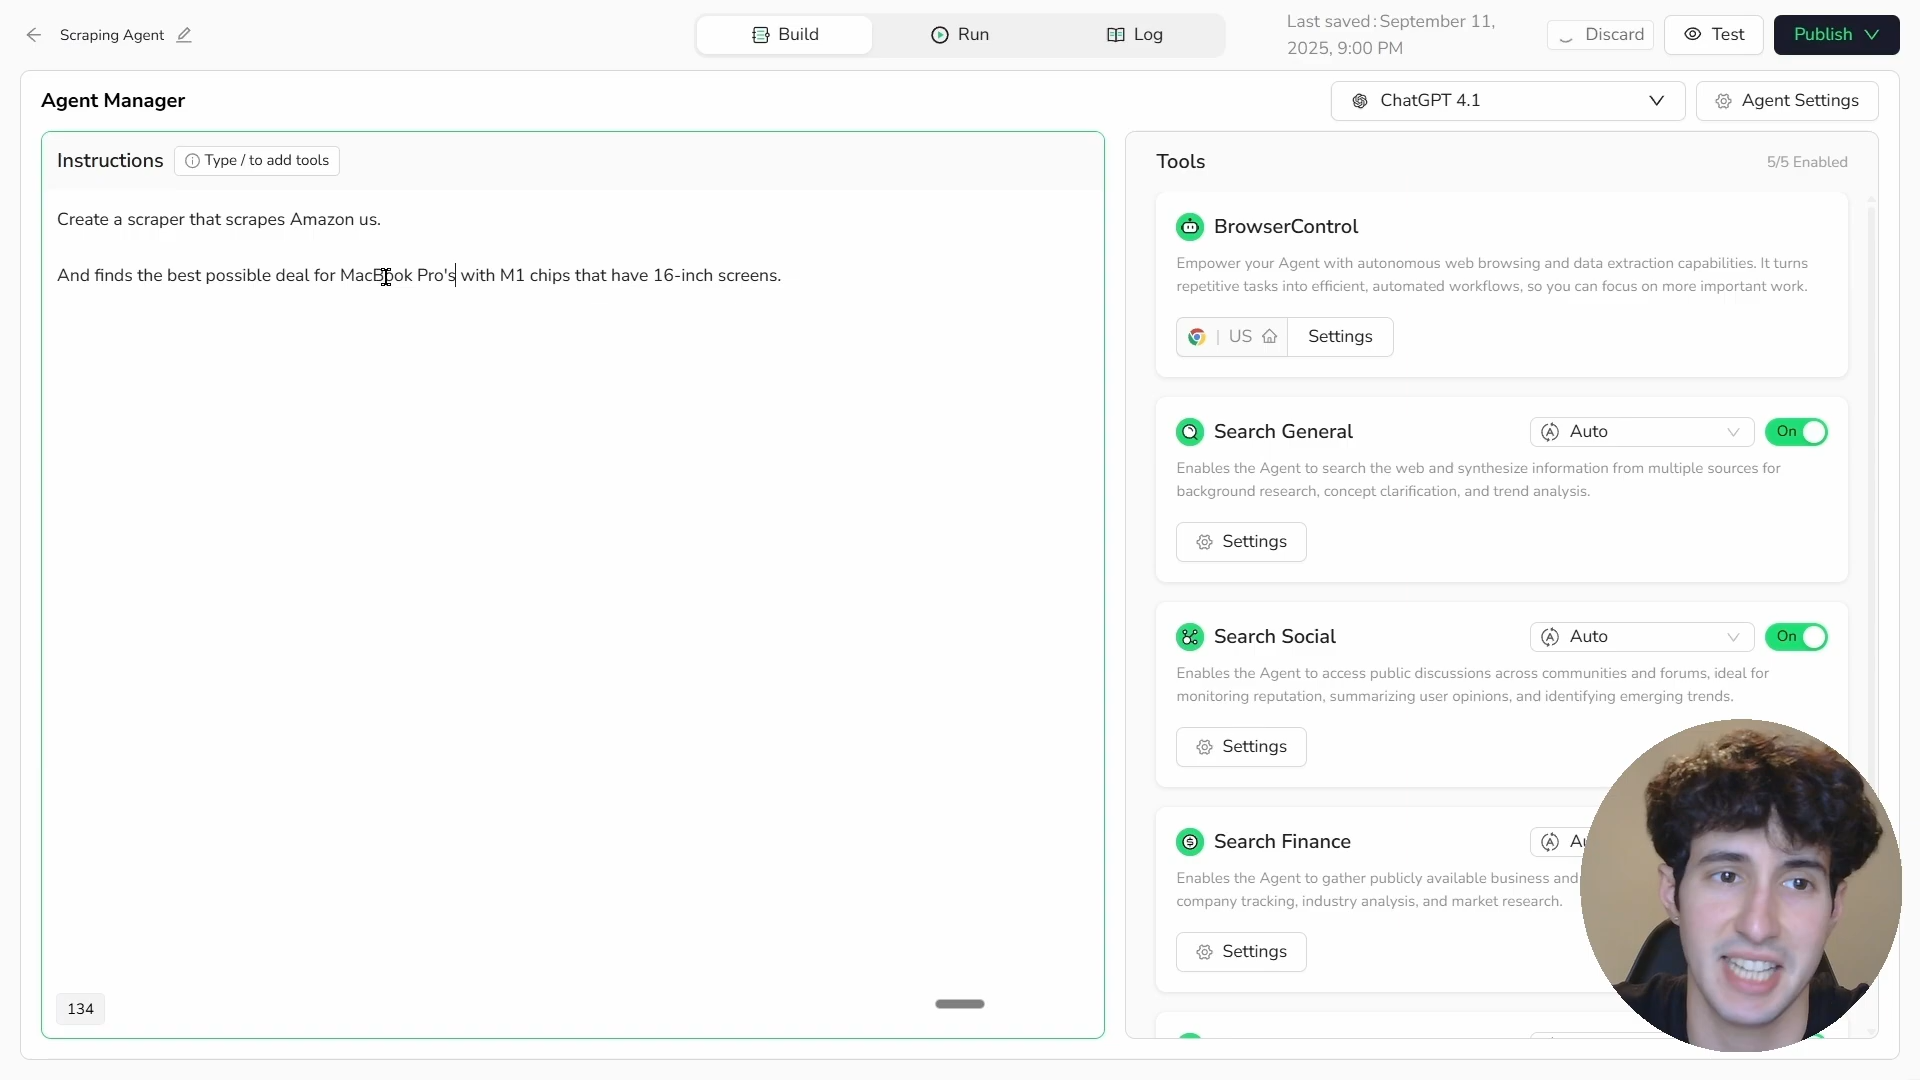 Scraping Agent
Build
Run
Log
Last saved: September 11,
2025, 9:00 PM
Discard
Test
Publish
Agent Manager
ChatGPT 4.1
Agent Settings
Instructions
Type / to add tools
Create a scraper that scrapes Amazon us.
And finds the best possible deal for MacBook Pro's with M1 chips that have 16-inch screens.
134
Tools
5/5 Enabled
BrowserControl
Empower your Agent with autonomous web browsing and data extraction capabilities. It turns
repetitive tasks into efficient, automated workflows, so you can focus on more important work.
| US
Settings
Search General
Auto
On
Enables the Agent to search the web and synthesize information from multiple sources for
background research, concept clarification, and trend analysis.
Settings
Search Social
Auto
On
Enables the Agent to access public discussions across communities and forums, ideal for
monitoring reputation, summarizing user opinions, and identifying emerging trends.
Settings
Search Finance
Enables the Agent to gather publicly available business and
company tracking, industry analysis, and market research.
Settings